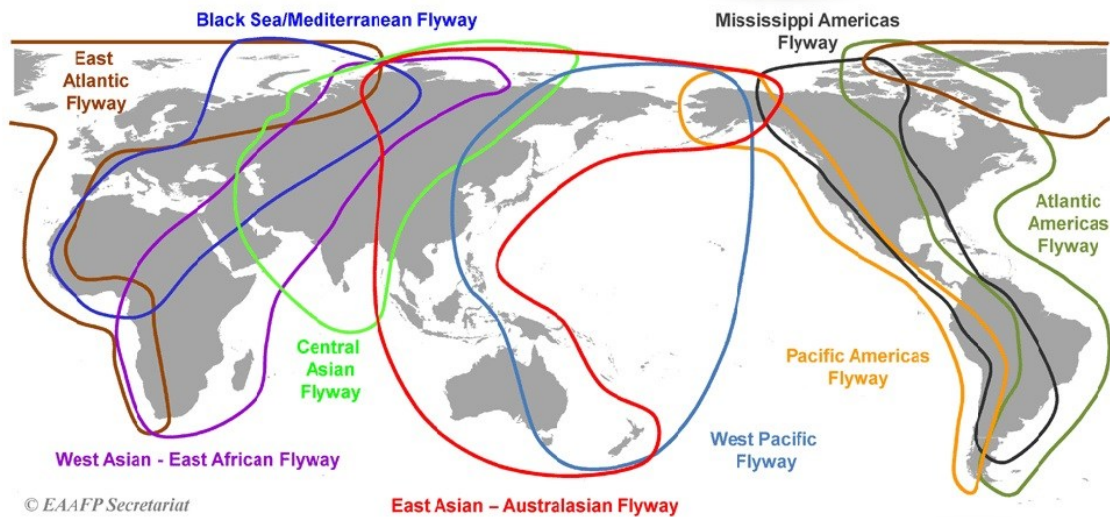 Black Sea/Mediterranean Flyway
Mississippi Americas
Flyway
East
Atlantic
Flyway
Atlantic
Americas
Flyway
Central
Asian
Flyway
Pacific Americas
Flyway
West Pacific
Flyway
West Asian - East African Flyway
East Asian – Australasian Flyway
© EAAFP Secretariat